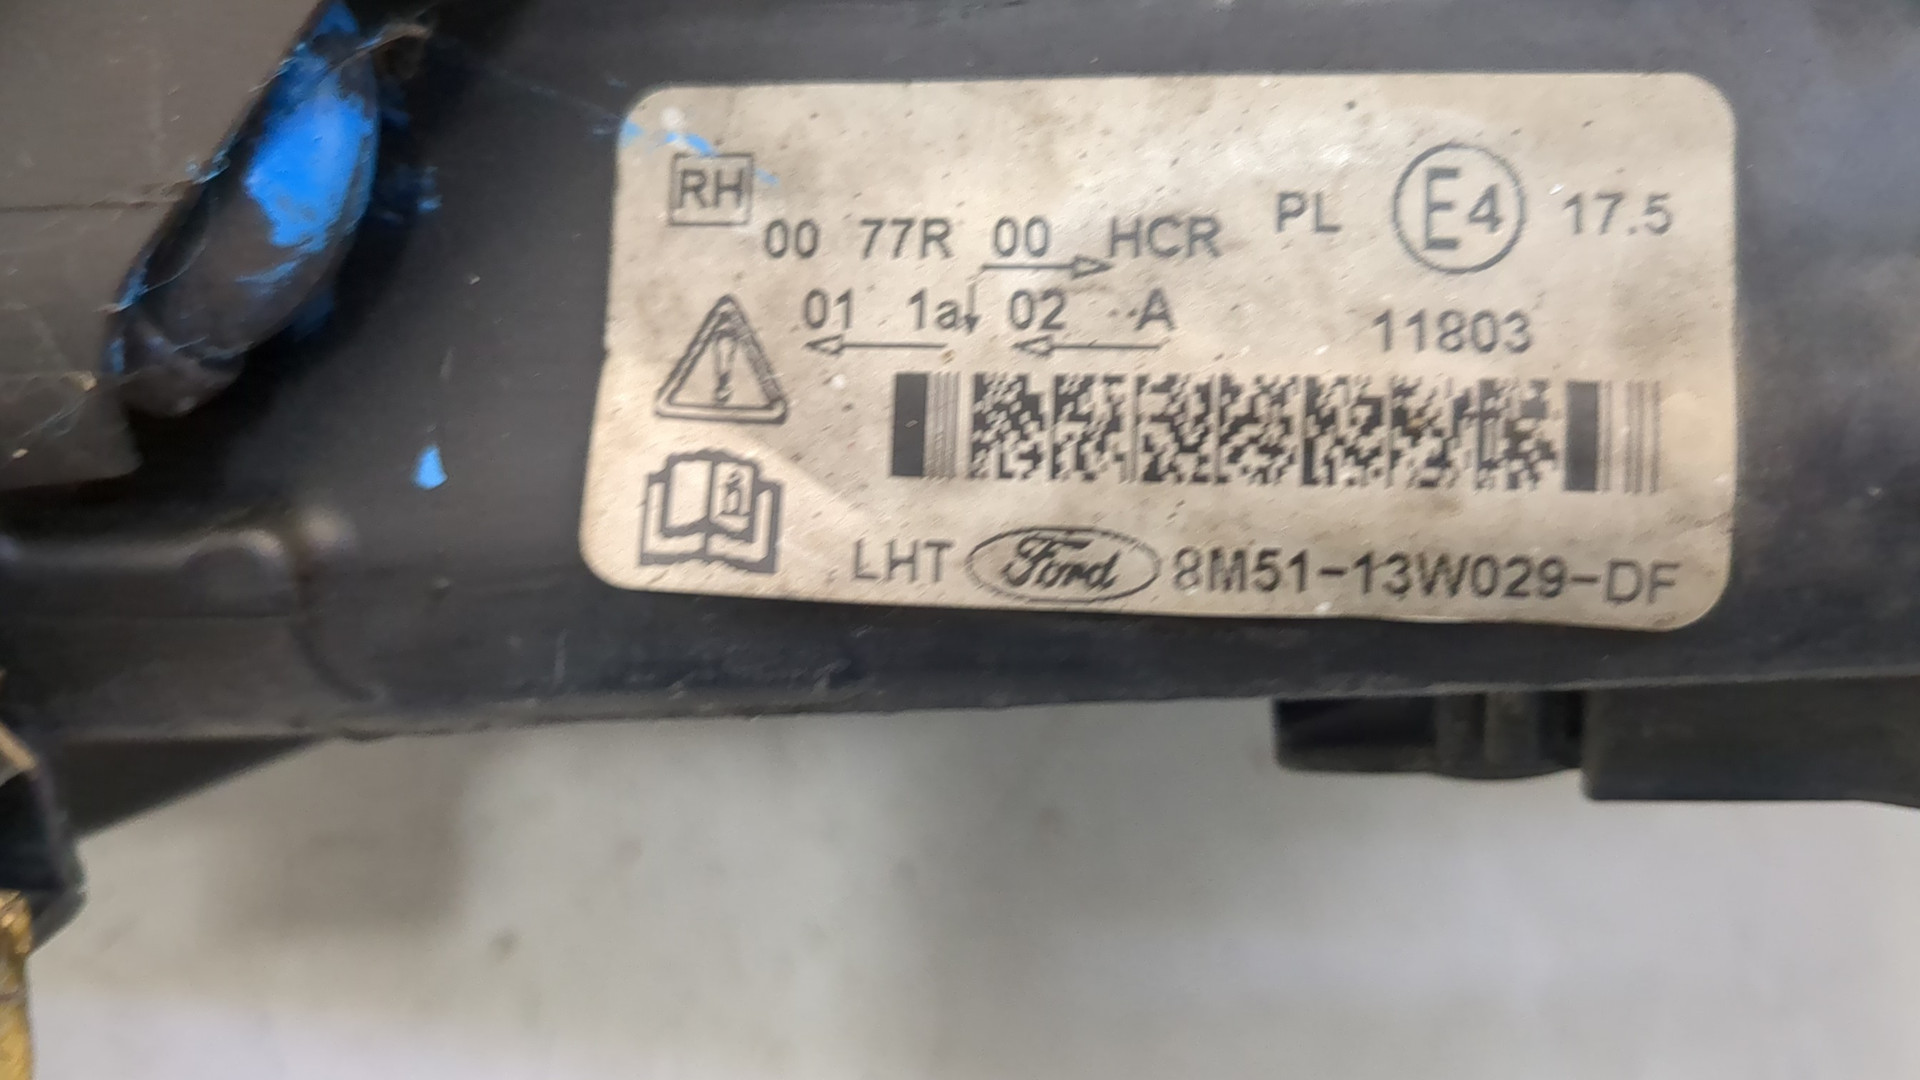 RH
00 77R 00 HCR PL E4 17.5
01 1a 02 A 11803
LHT Ford 8M51-13W029-DF